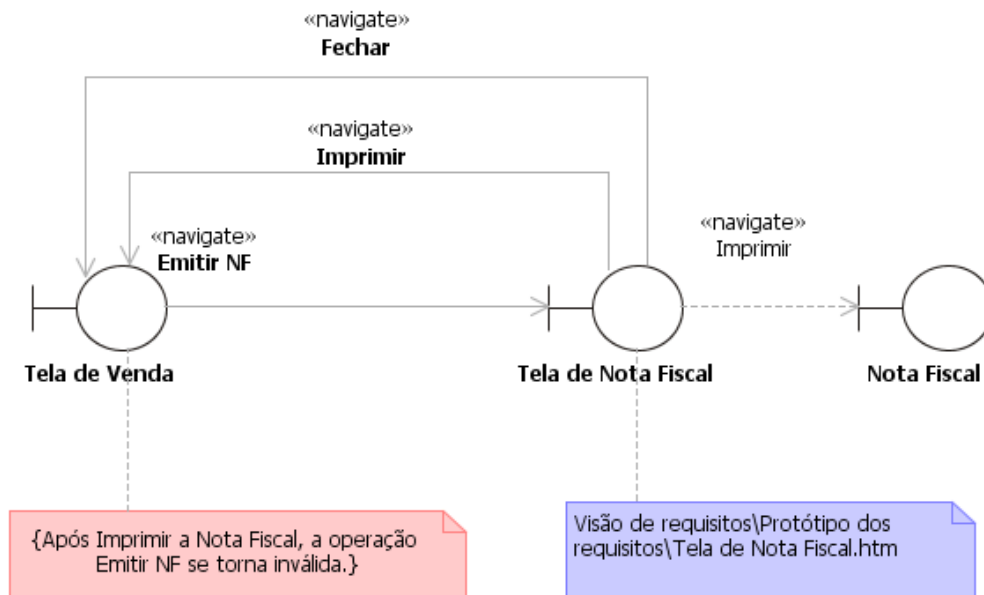 «navigate»
Fechar
«navigate»
Imprimir
«navigate»
Emitir NF
«navigate»
Imprimir
Tela de Venda
Tela de Nota Fiscal
Nota Fiscal
{Após Imprimir a Nota Fiscal, a operação
Emitir NF se torna inválida.}
Visão de requisitos\Protótipo dos
requisitos\Tela de Nota Fiscal.htm